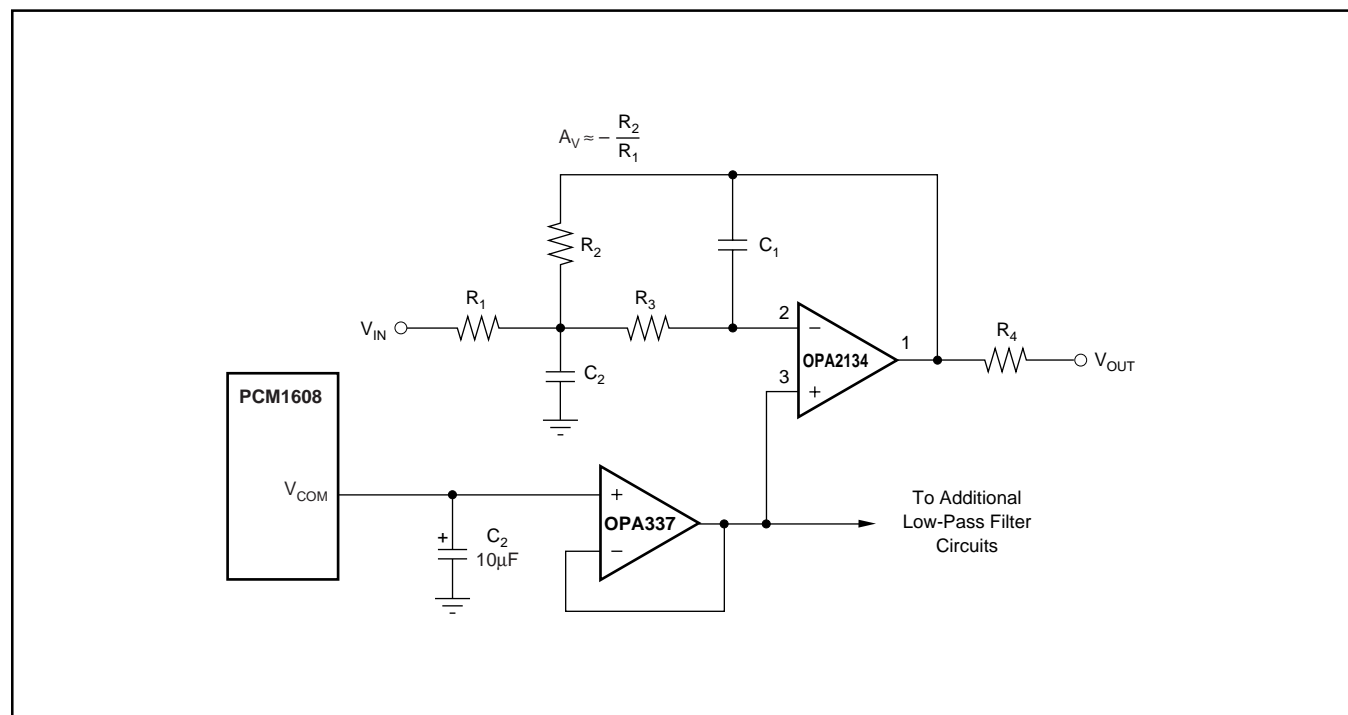 A_V ≈ − R_2
R_1
R_2
C_1
R_1
R_3
V_IN
2
−
1
R_4
OPA2134
V_OUT
3
+
C_2
PCM1608
V_COM
+
OPA337
−
To Additional
Low-Pass Filter
Circuits
+
C_2
10µF